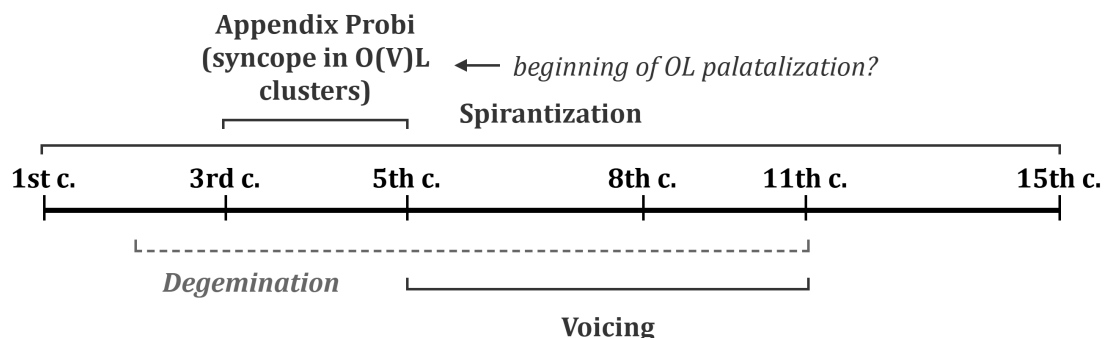 Appendix Probi
(syncope in O(V)L
clusters)
beginning of OL palatalization?
Spirantization
1st c. 3rd c. 5th c. 8th c. 11th c. 15th c.
Degemination
Voicing